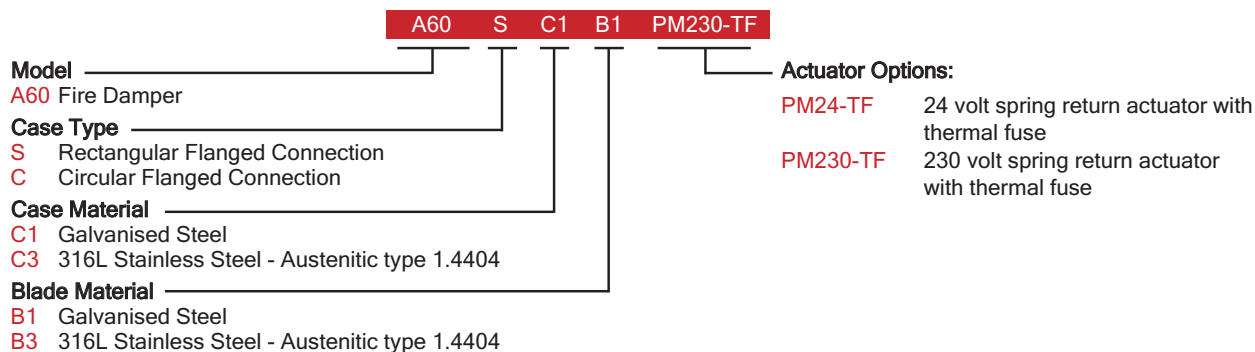 A60 S C1 B1 PM230-TF
Model
A60 Fire Damper
Case Type
S Rectangular Flanged Connection
C Circular Flanged Connection
Case Material
C1 Galvanised Steel
C3 316L Stainless Steel - Austenitic type 1.4404
Blade Material
B1 Galvanised Steel
B3 316L Stainless Steel - Austenitic type 1.4404
Actuator Options:
PM24-TF 24 volt spring return actuator with
thermal fuse
PM230-TF 230 volt spring return actuator
with thermal fuse